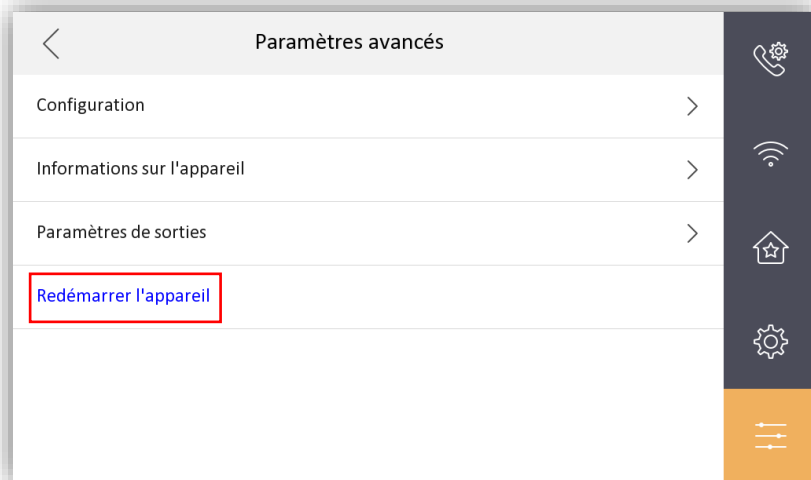 Paramètres avancés
Configuration
Informations sur l'appareil
Paramètres de sorties
Redémarrer l'appareil